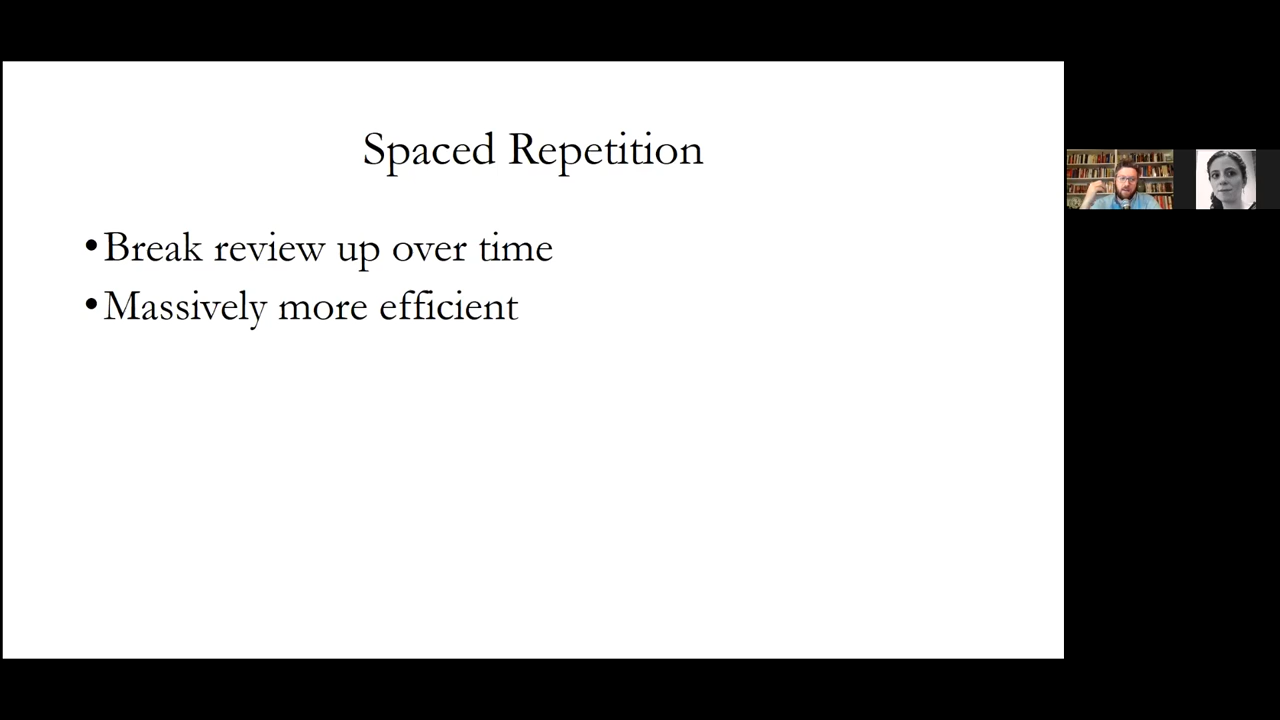 Spaced Repetition
•Break review up over time
•Massively more efficient